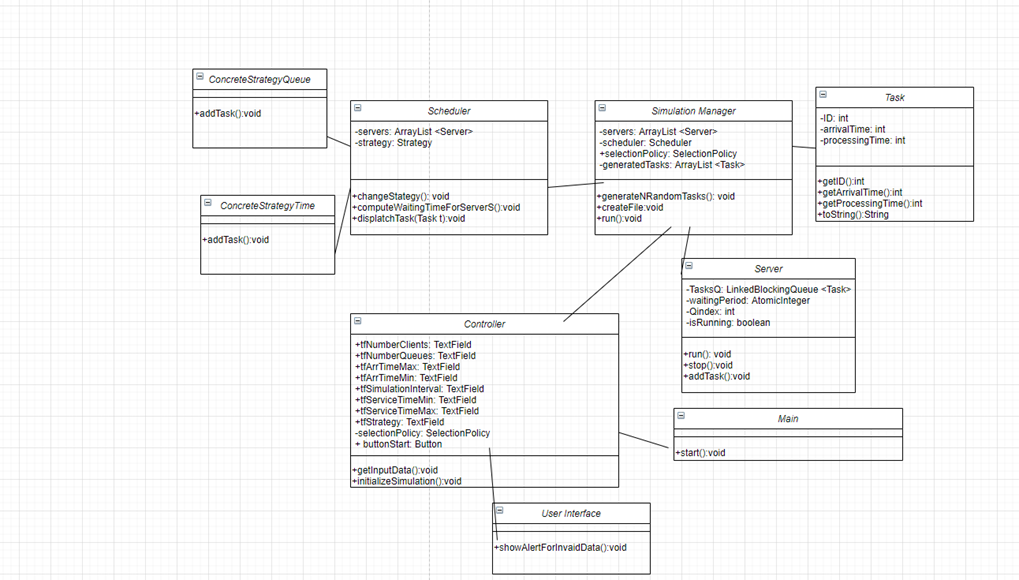 ConcreteStrategyQueue
+addTask():void
ConcreteStrategyTime
+addTask():void
Scheduler
-servers: ArrayList <Server>
-strategy: Strategy
+changeStategy(): void
+computeWaitingTimeForServerS():void
+displatchTask(Task t):void
Simulation Manager
-servers: ArrayList <Server>
-scheduler: Scheduler
+selectionPolicy: SelectionPolicy
-generatedTasks: ArrayList <Task>
+generateNRandomTasks(): void
+createFile:void
+run():void
Task
-ID: int
-arrivalTime: int
-processingTime: int
+getID():int
+getArrivalTime():int
+getProcessingTime():int
+toString():String
Server
-TasksQ: LinkedBlockingQueue <Task>
-waitingPeriod: AtomicInteger
-Qindex: int
-isRunning: boolean
+run(): void
+stop():void
+addTask():void
Controller
+tfNumberClients: TextField
+tfNumberQueues: TextField
+tfArrTimeMax: TextField
+tfArrTimeMin: TextField
+tfSimulationInterval: TextField
+tfServiceTimeMin: TextField
+tfServiceTimeMax: TextField
+tfStrategy: TextField
-selectionPolicy: SelectionPolicy
+ buttonStart: Button
+getInputData():void
+initializeSimulation():void
Main
+start():void
User Interface
+showAlertForInvaidData():void